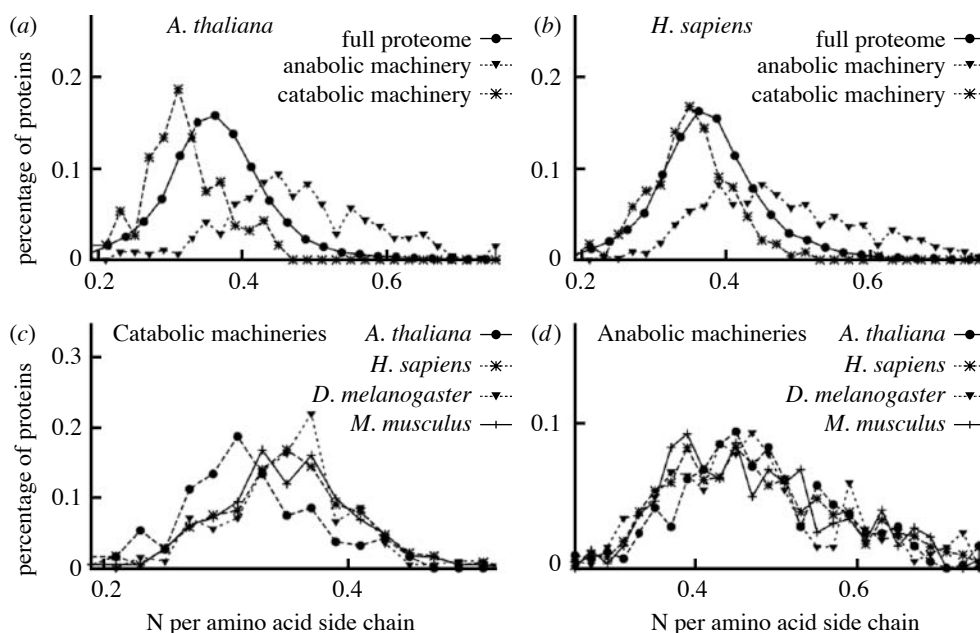 (a) A. thaliana
full proteome
anabolic machinery
catabolic machinery
percentage of proteins
0.2
0.1
0
0.2 0.4 0.6
(b) H. sapiens
full proteome
anabolic machinery
catabolic machinery
0.2
0.1
0
0.2 0.4 0.6
(c) Catabolic machineries
A. thaliana
H. sapiens
D. melanogaster
M. musculus
percentage of proteins
0.3
0.2
0.1
0
0.2 0.4
N per amino acid side chain
(d) Anabolic machineries
A. thaliana
H. sapiens
D. melanogaster
M. musculus
0.1
0
0.4 0.6
N per amino acid side chain